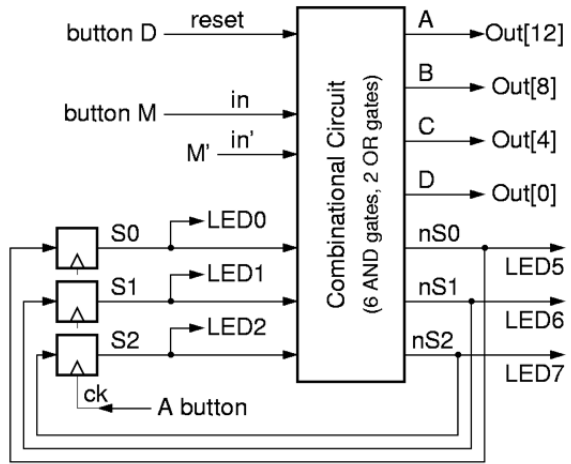 button D
reset
A
Out[12]
B
Out[8]
button M
in
C
Out[4]
M'
in'
D
Out[0]
Combinational Circuit
(6 AND gates, 2 OR gates)
S0
LED0
nS0
LED5
S1
LED1
nS1
LED6
S2
LED2
nS2
LED7
ck
A button